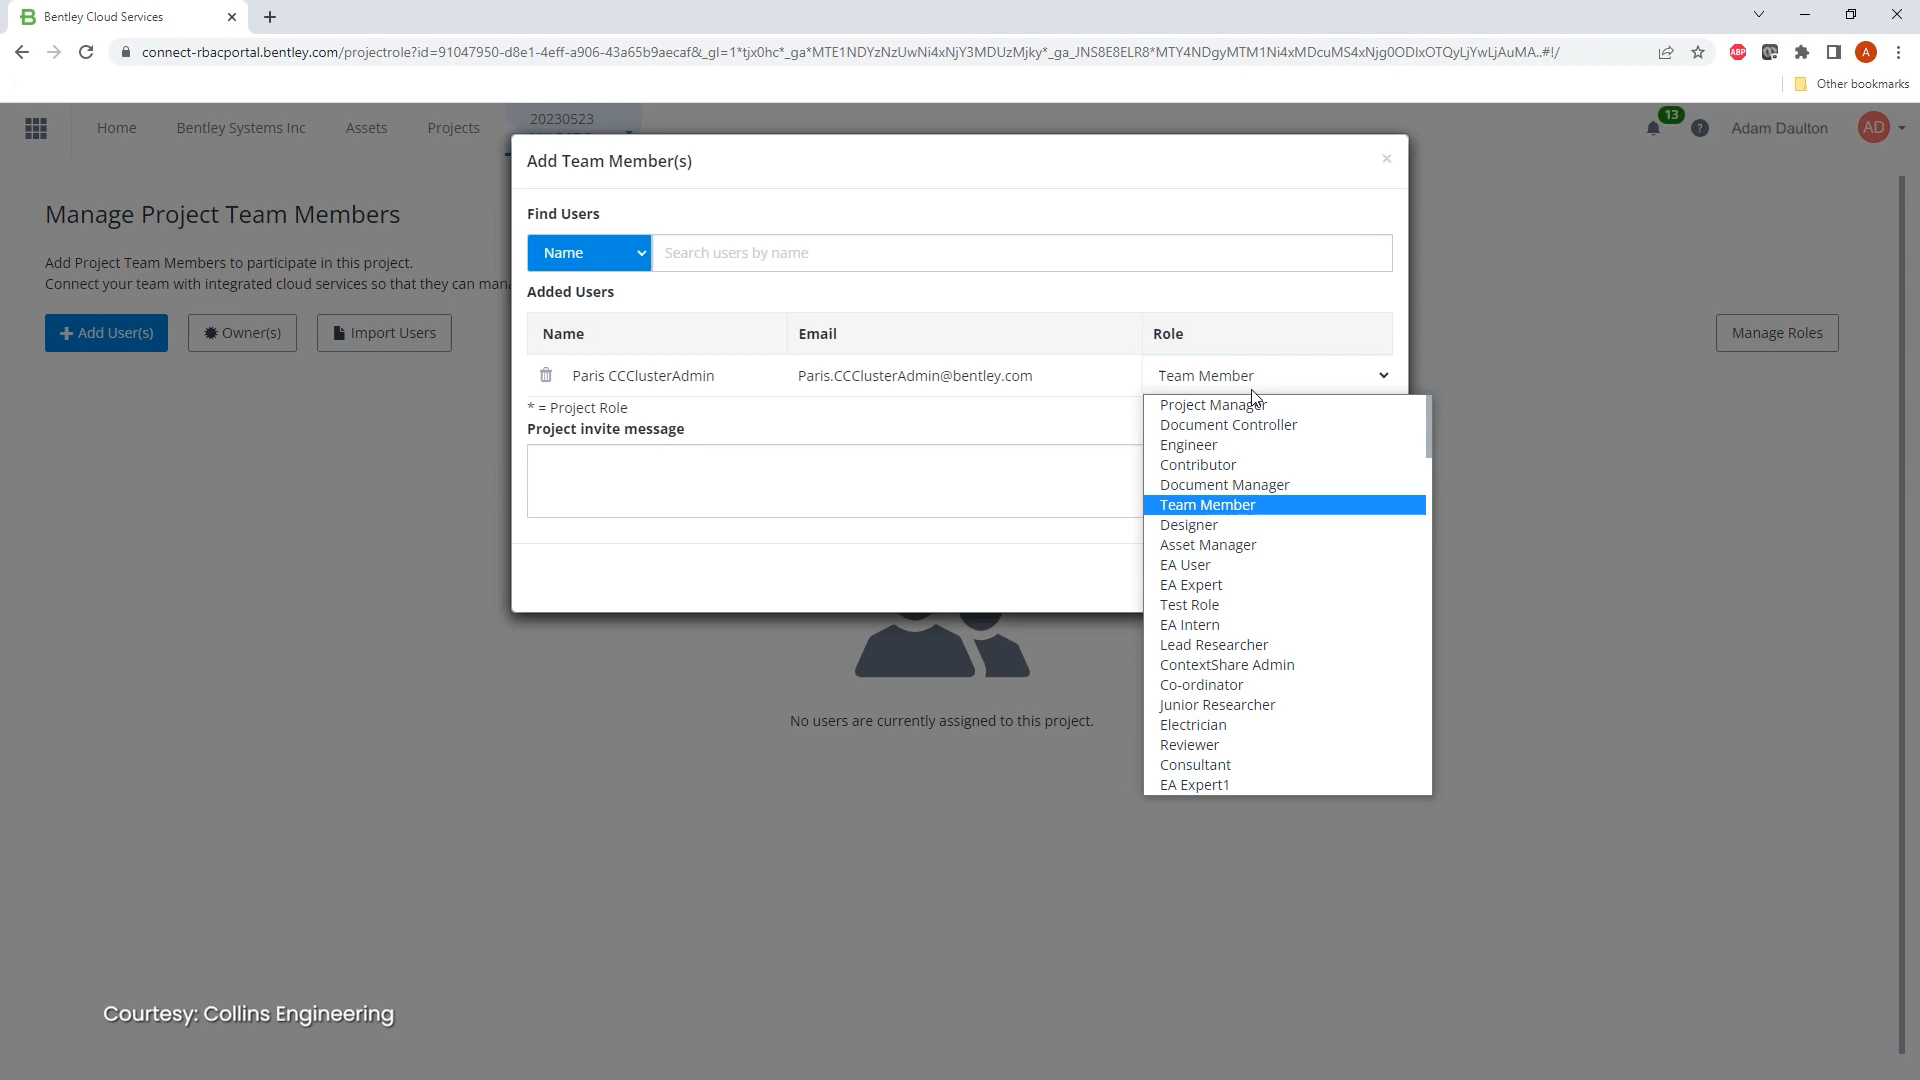 Bentley Cloud Services
connect-rbacportal.bentley.com/projectrole?id=91047950-d8e1-4eff-a906-43a65b9aecaf&_gl=1*tjx0hc*_ga*MTE1NDYzNzUwNi4xNjY3MDUzMjky*_ga_JNS8E8ELR8*MTY4NDgyMTM1Ni4xMDcuMS4xNjg0ODIxOTQyLjYwLjAuMA..#!/
ABP
A
Other bookmarks
Home
Bentley Systems Inc
Assets
Projects
20230523
13
Adam Daulton
AD
Add Team Member(s)
Manage Project Team Members
Find Users
Name
Search users by name
Add Project Team Members to participate in this project.
Connect your team with integrated cloud services so that they can
Added Users
Add User(s)
Owner(s)
Import Users
Manage Roles
Name
Email
Role
Paris CCClusterAdmin
Paris.CCClusterAdmin@bentley.com
Team Member
* = Project Role
Project invite message
Project Manager
Document Controller
Engineer
Contributor
Document Manager
Team Member
Designer
Asset Manager
EA User
EA Expert
Test Role
EA Intern
Lead Researcher
ContextShare Admin
Co-ordinator
Junior Researcher
Electrician
Reviewer
Consultant
EA Expert1
No users are currently assigned to this project.
Courtesy: Collins Engineering